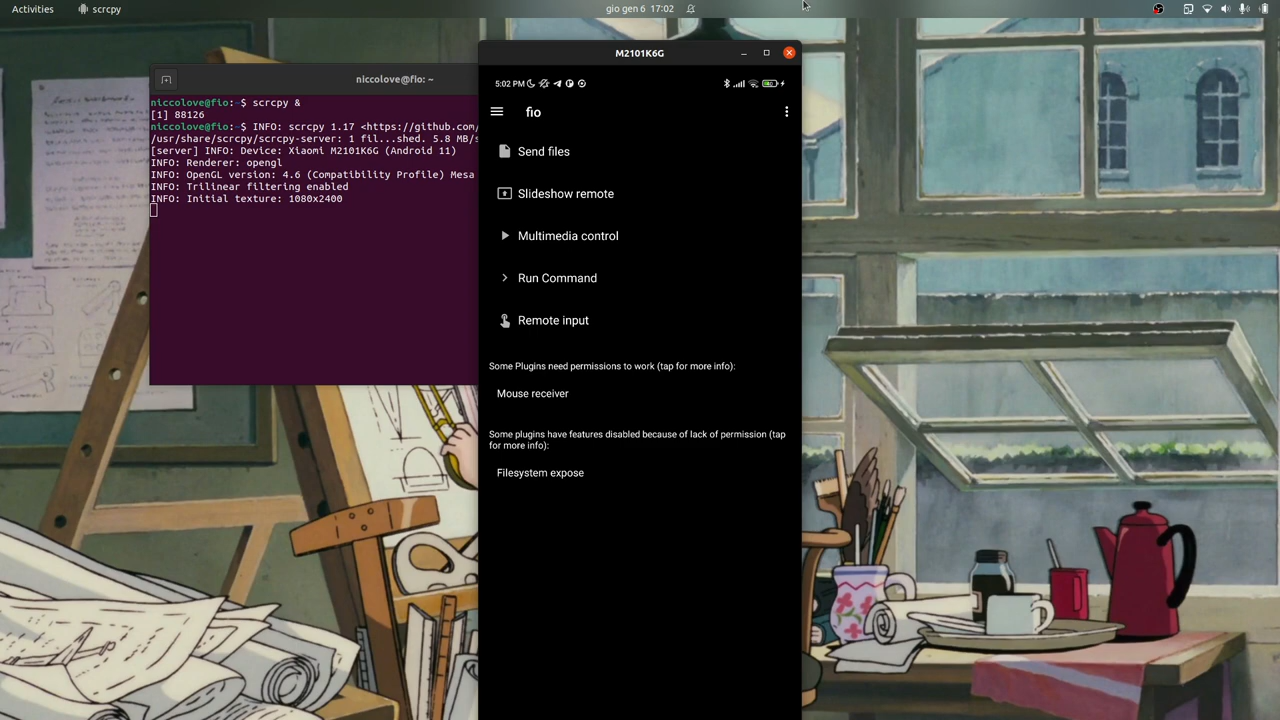 Activities
scrcpy
gio gen 6 17:02
niccolove@fio: ~
niccolove@fio:~$ scrcpy &
[1] 88126
niccolove@fio:~$ INFO: scrcpy 1.17 <https://github.com/
/usr/share/scrcpy/scrcpy-server: 1 fil...shed. 5.8 MB/s
[server] INFO: Device: Xiaomi M2101K6G (Android 11)
INFO: Renderer: opengl
INFO: OpenGL version: 4.6 (Compatibility Profile) Mesa
INFO: Trilinear filtering enabled
INFO: Initial texture: 1080x2400
M2101K6G
5:02 PM
fio
Send files
Slideshow remote
Multimedia control
Run Command
Remote input
Some Plugins need permissions to work (tap for more info):
Mouse receiver
Some plugins have features disabled because of lack of permission (tap
for more info):
Filesystem expose